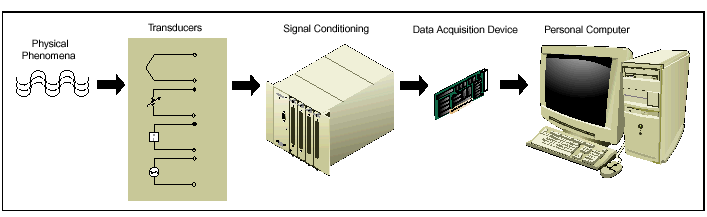 Physical
Phenomena
Transducers
Signal Conditioning
Data Acquisition Device
Personal Computer